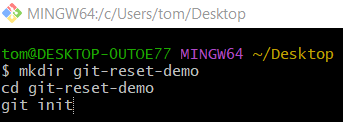 MINGW64:/c/Users/tom/Desktop
tom@DESKTOP-OUTOE77 MINGW64 ~/Desktop
$ mkdir git-reset-demo
cd git-reset-demo
git init